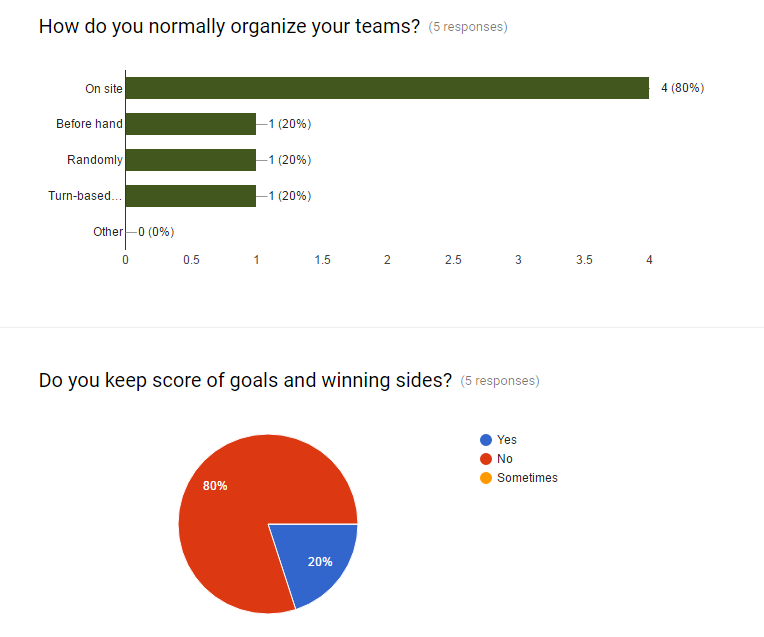 How do you normally organize your teams? (5 responses)
On site 4 (80%)
Before hand 1 (20%)
Randomly 1 (20%)
Turn-based... 1 (20%)
Other 0 (0%)
0 0.5 1 1.5 2 2.5 3 3.5 4
Do you keep score of goals and winning sides? (5 responses)
Yes
No
Sometimes
80%
20%